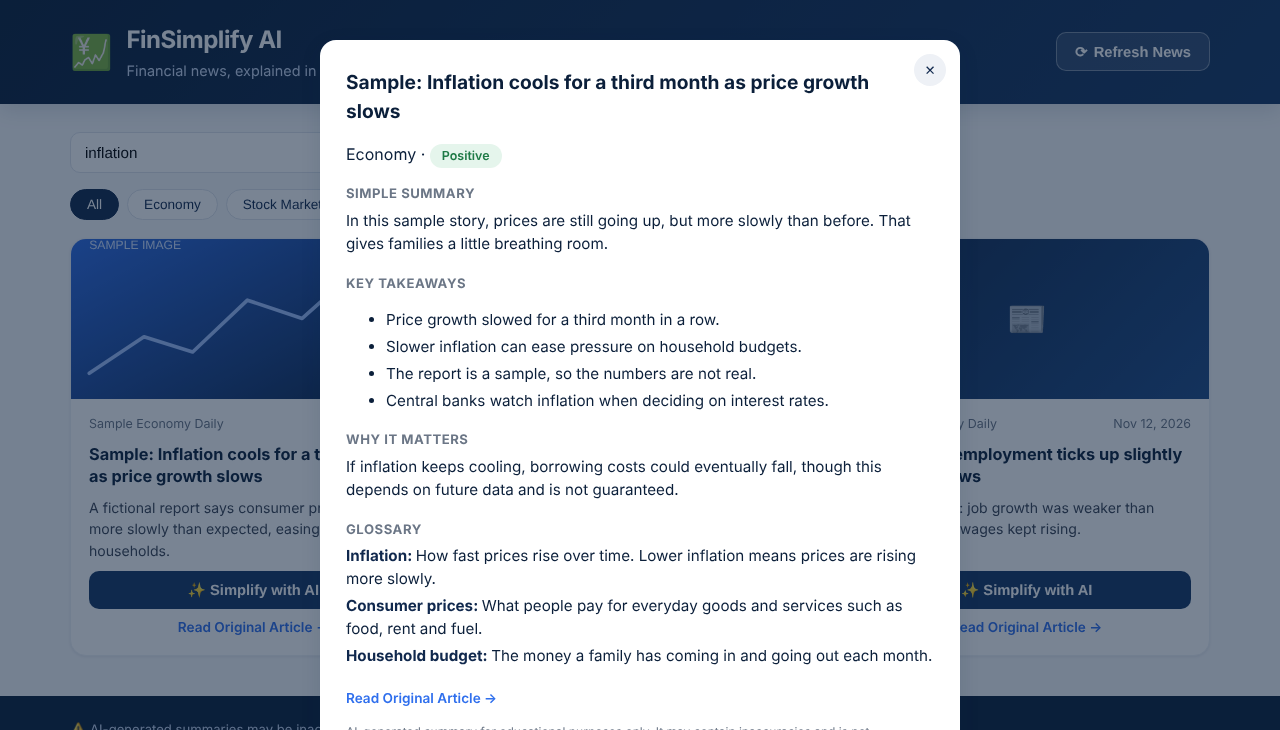 FinSimplify AI
Financial news, explained in
⟳ Refresh News
inflation
All
Economy
Stock Market
SAMPLE IMAGE
Sample Economy Daily
Sample: Inflation cools for a t
as price growth slows
A fictional report says consumer pr
more slowly than expected, easing
households.
✨ Simplify with AI
Read Original Article
Sample: Inflation cools for a third month as price growth
slows
×
Economy · Positive
SIMPLE SUMMARY
In this sample story, prices are still going up, but more slowly than before. That
gives families a little breathing room.
KEY TAKEAWAYS
• Price growth slowed for a third month in a row.
• Slower inflation can ease pressure on household budgets.
• The report is a sample, so the numbers are not real.
• Central banks watch inflation when deciding on interest rates.
WHY IT MATTERS
If inflation keeps cooling, borrowing costs could eventually fall, though this
depends on future data and is not guaranteed.
GLOSSARY
Inflation: How fast prices rise over time. Lower inflation means prices are rising
more slowly.
Consumer prices: What people pay for everyday goods and services such as
food, rent and fuel.
Household budget: The money a family has coming in and going out each month.
Read Original Article →
y Daily
Nov 12, 2026
employment ticks up slightly
ws
: job growth was weaker than
wages kept rising.
✨ Simplify with AI
ead Original Article →